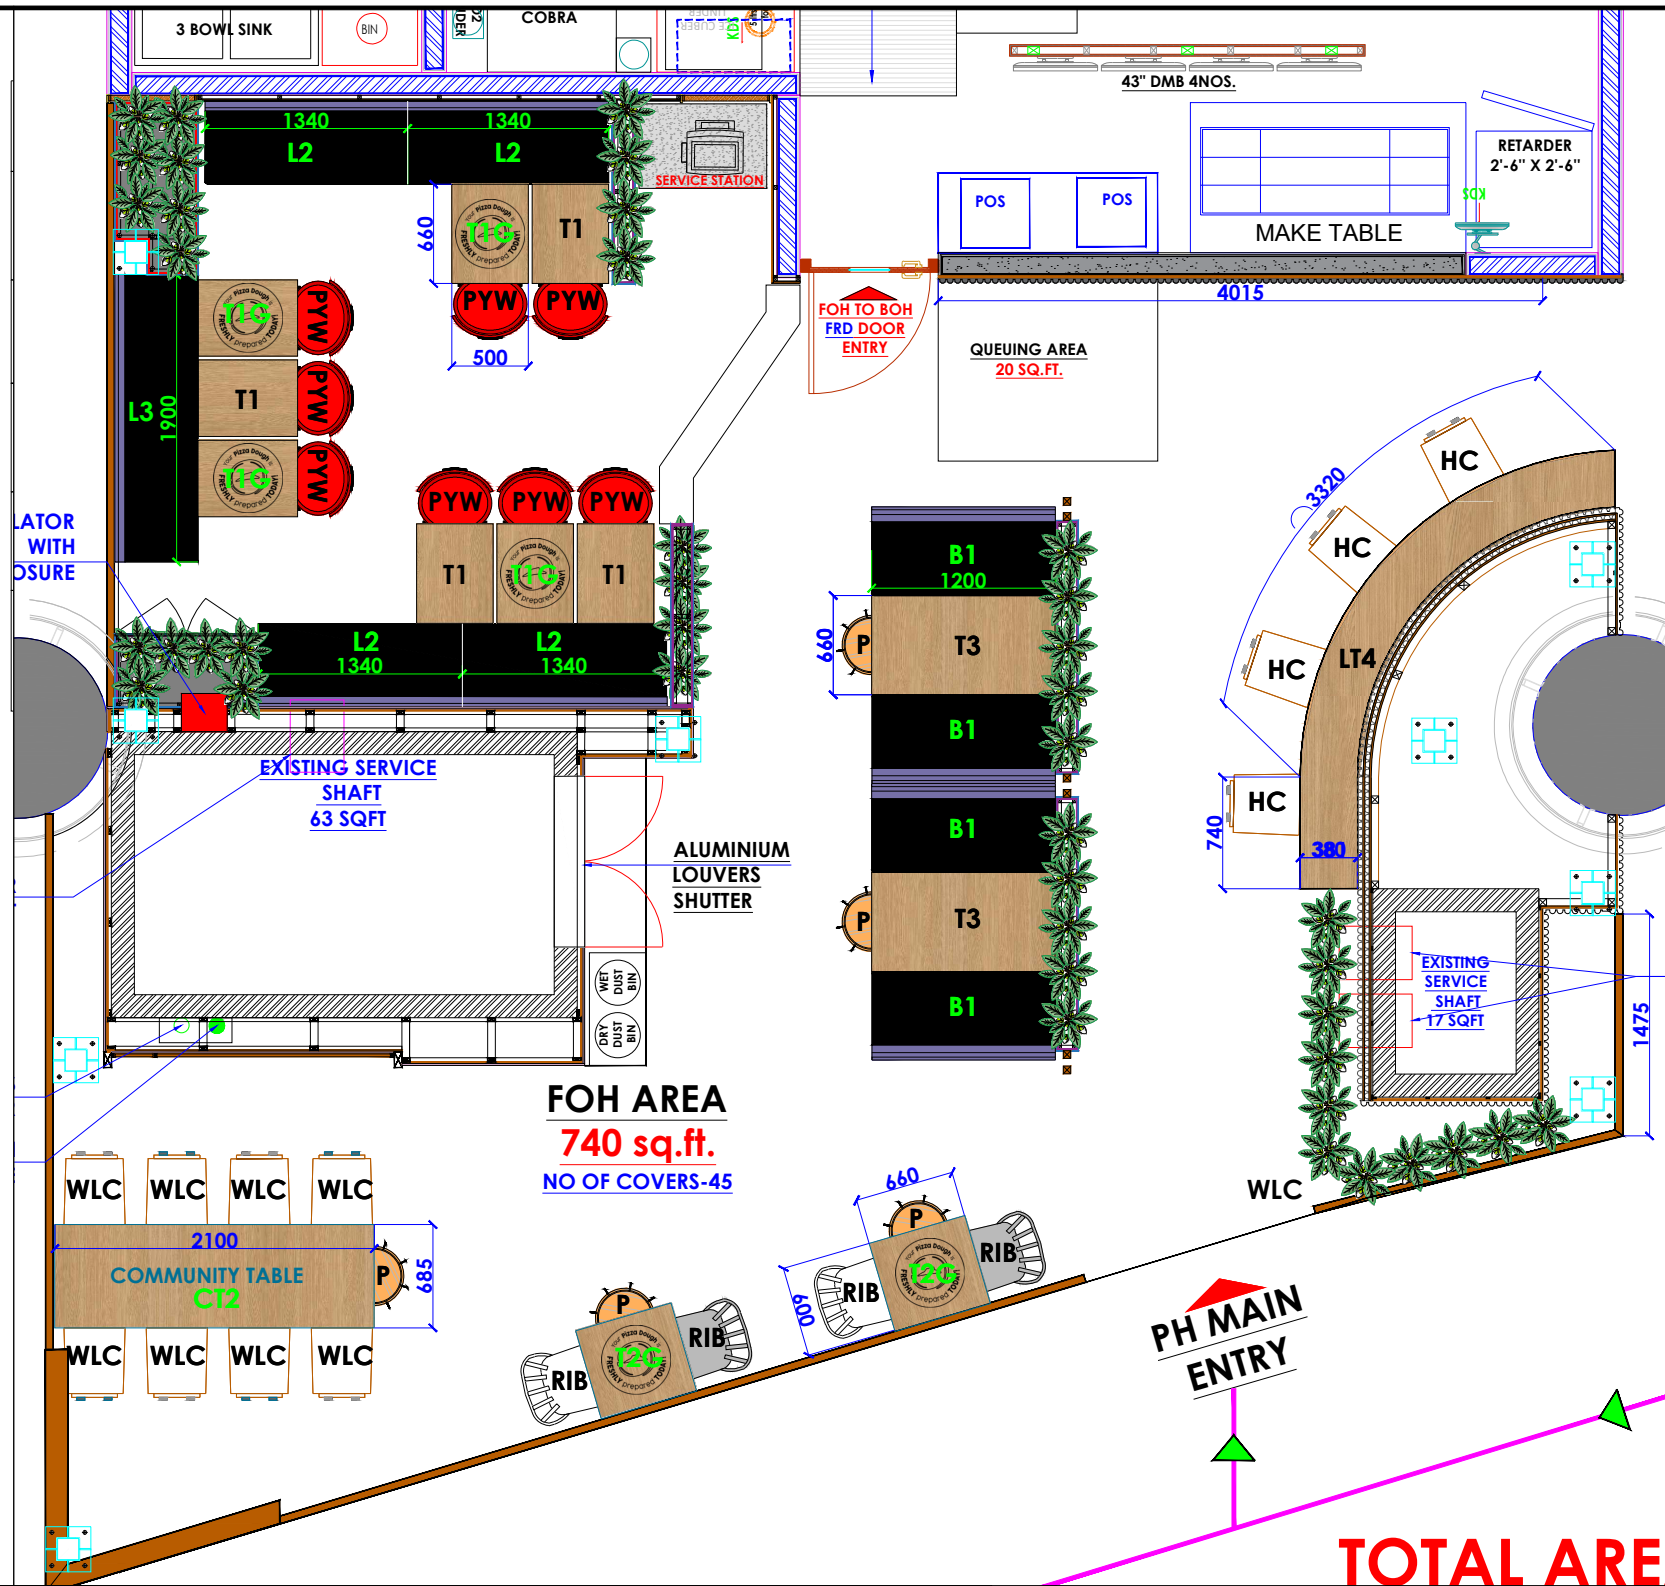 3 BOWL SINK
BIN
COBRA
KDS
43" DMB 4NOS.
1340
1340
L2
L2
SERVICE STATION
RETARDER
2'-6" X 2'-6"
KDS
POS
POS
MAKE TABLE
660
T1G
T1
PYW
PYW
500
4015
FOH TO BOH
FRD DOOR
ENTRY
QUEUING AREA
20 SQ.FT.
T1G
PYW
L3
1900
T1
PYW
T1G
PYW
HC
3320
HC
HC
HC
LT4
740
380
LATOR
WITH
OSURE
PYW
PYW
PYW
T1
T1G
T1
L2
L2
1340
1340
B1
1200
660
P
T3
B1
B1
P
T3
B1
EXISTING SERVICE
SHAFT
63 SQFT
ALUMINIUM
LOUVERS
SHUTTER
WET
DUST
BIN
DRY
DUST
BIN
EXISTING
SERVICE
SHAFT
17 SQFT
1475
FOH AREA
740 sq.ft.
NO OF COVERS-45
WLC
WLC
WLC
WLC
WLC
2100
COMMUNITY TABLE
CT2
P
685
WLC
WLC
WLC
WLC
660
P
RIB
T2G
RIB
600
P
RIB
T2G
RIB
PH MAIN
ENTRY
TOTAL ARE